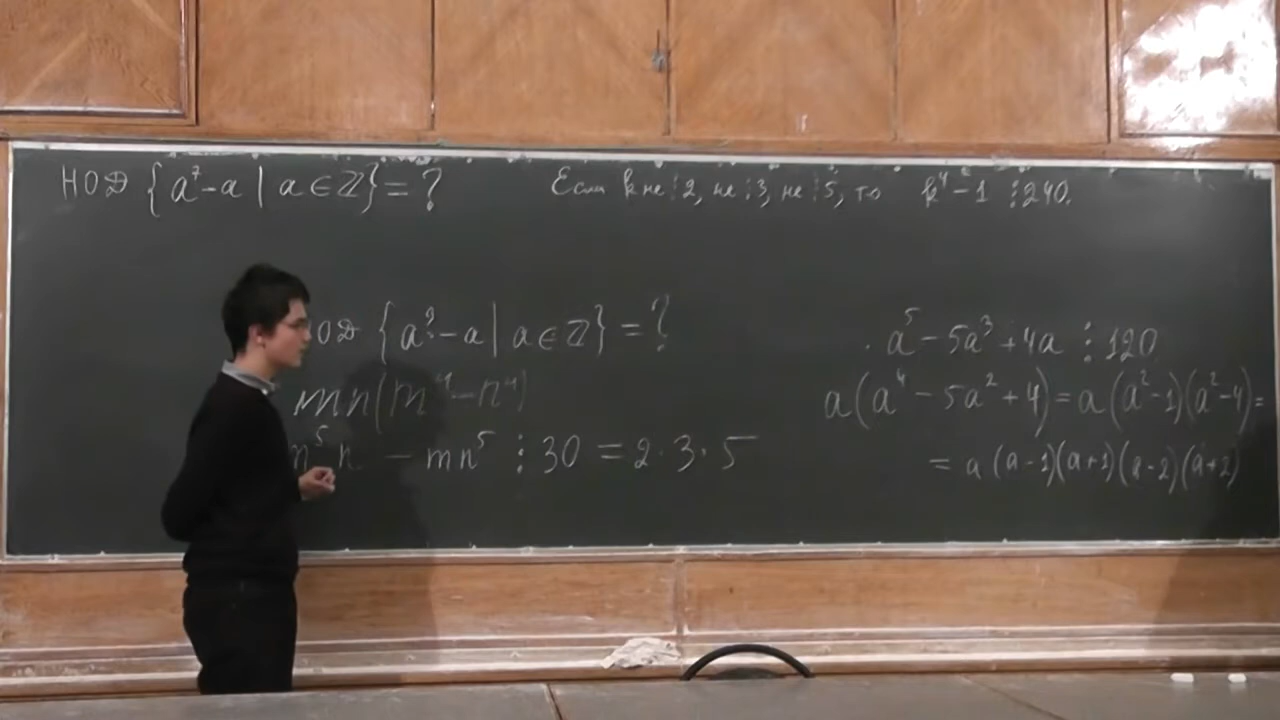 НОД {a⁷-a | a∈ℤ}=?
Если k не ⋮ 2, не ⋮ 3, не ⋮ 5, то k⁴-1 ⋮ 240.
ОД {a⁹-a | a∈ℤ} =?
mn(m⁴-n⁴)
m⁵n - mn⁵ ⋮ 30 = 2·3·5
a⁵-5a³+4a ⋮ 120
a(a⁴-5a²+4)=a(a²-1)(a²-4)=
= a(a-1)(a+1)(a-2)(a+2)